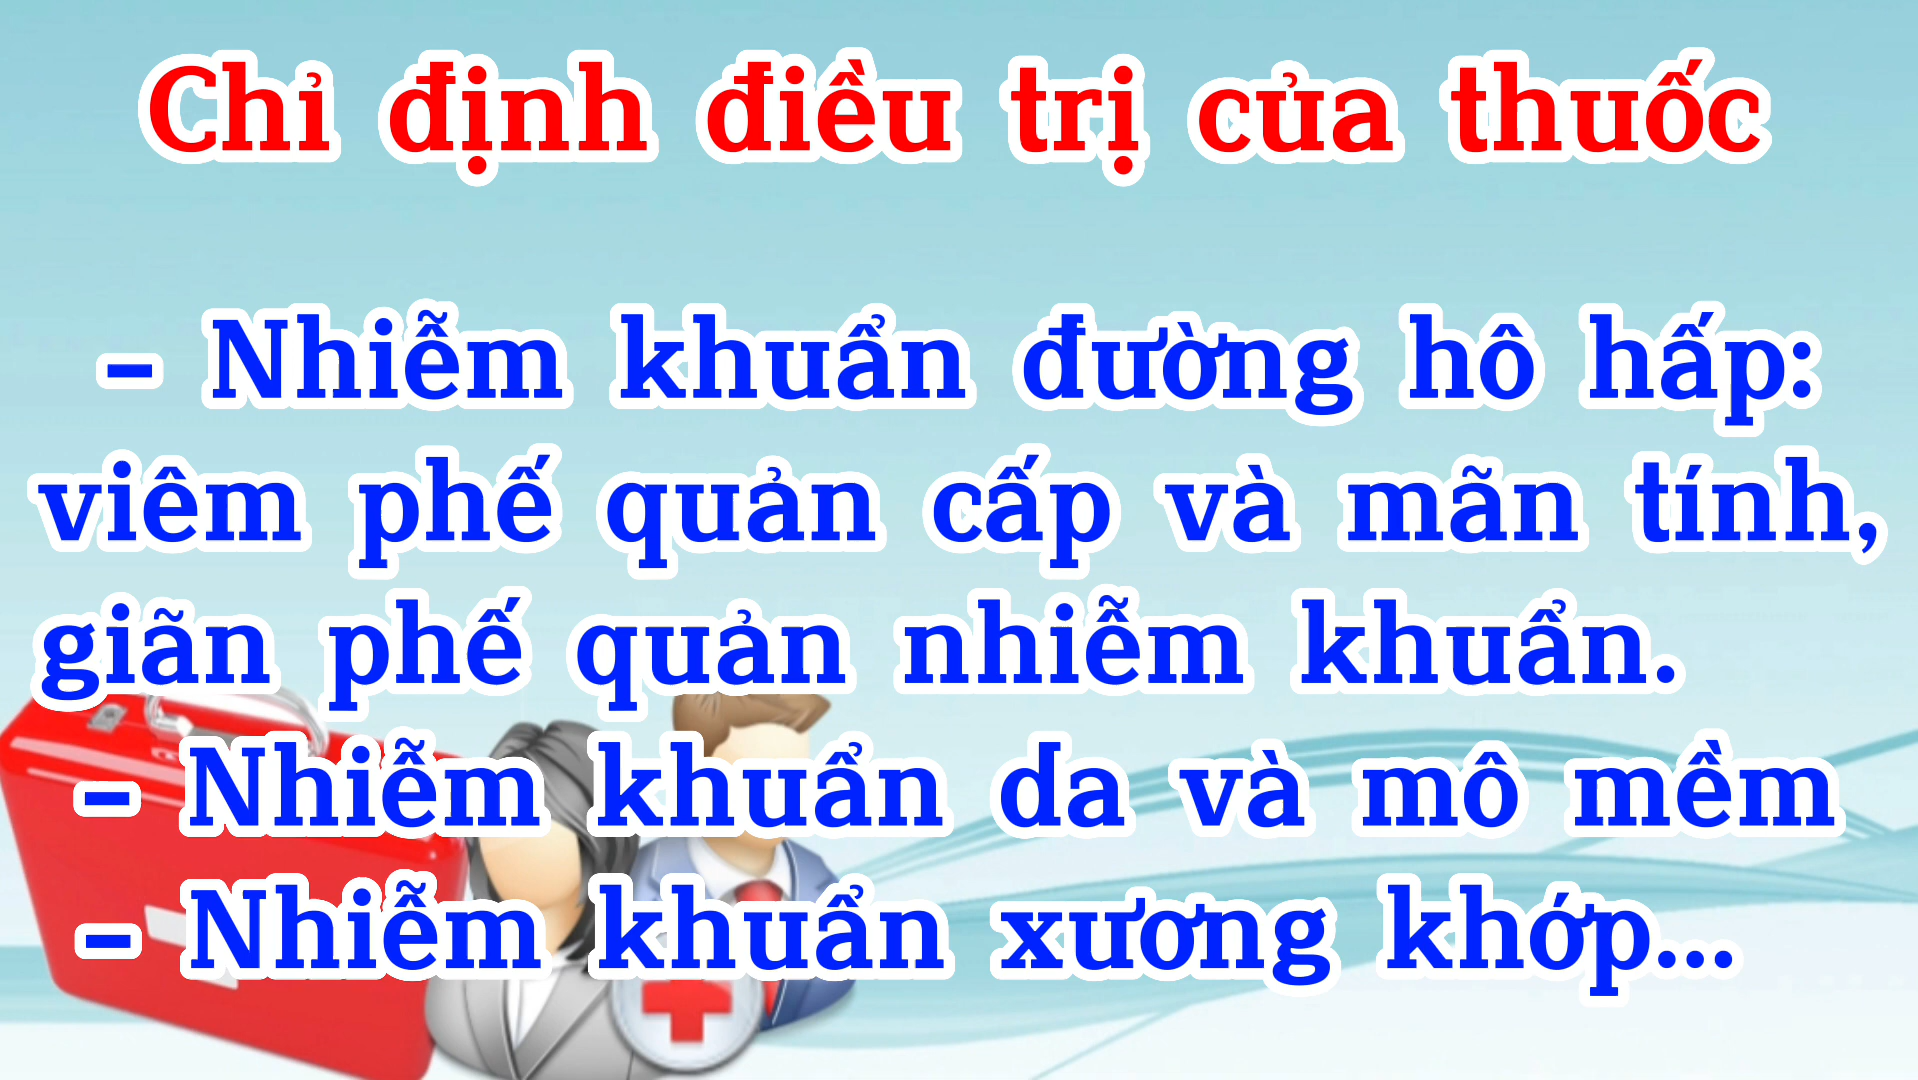 Chỉ định điều trị của thuốc
– Nhiễm khuẩn đường hô hấp:
viêm phế quản cấp và mãn tính,
giãn phế quản nhiễm khuẩn.
– Nhiễm khuẩn da và mô mềm
– Nhiễm khuẩn xương khớp...